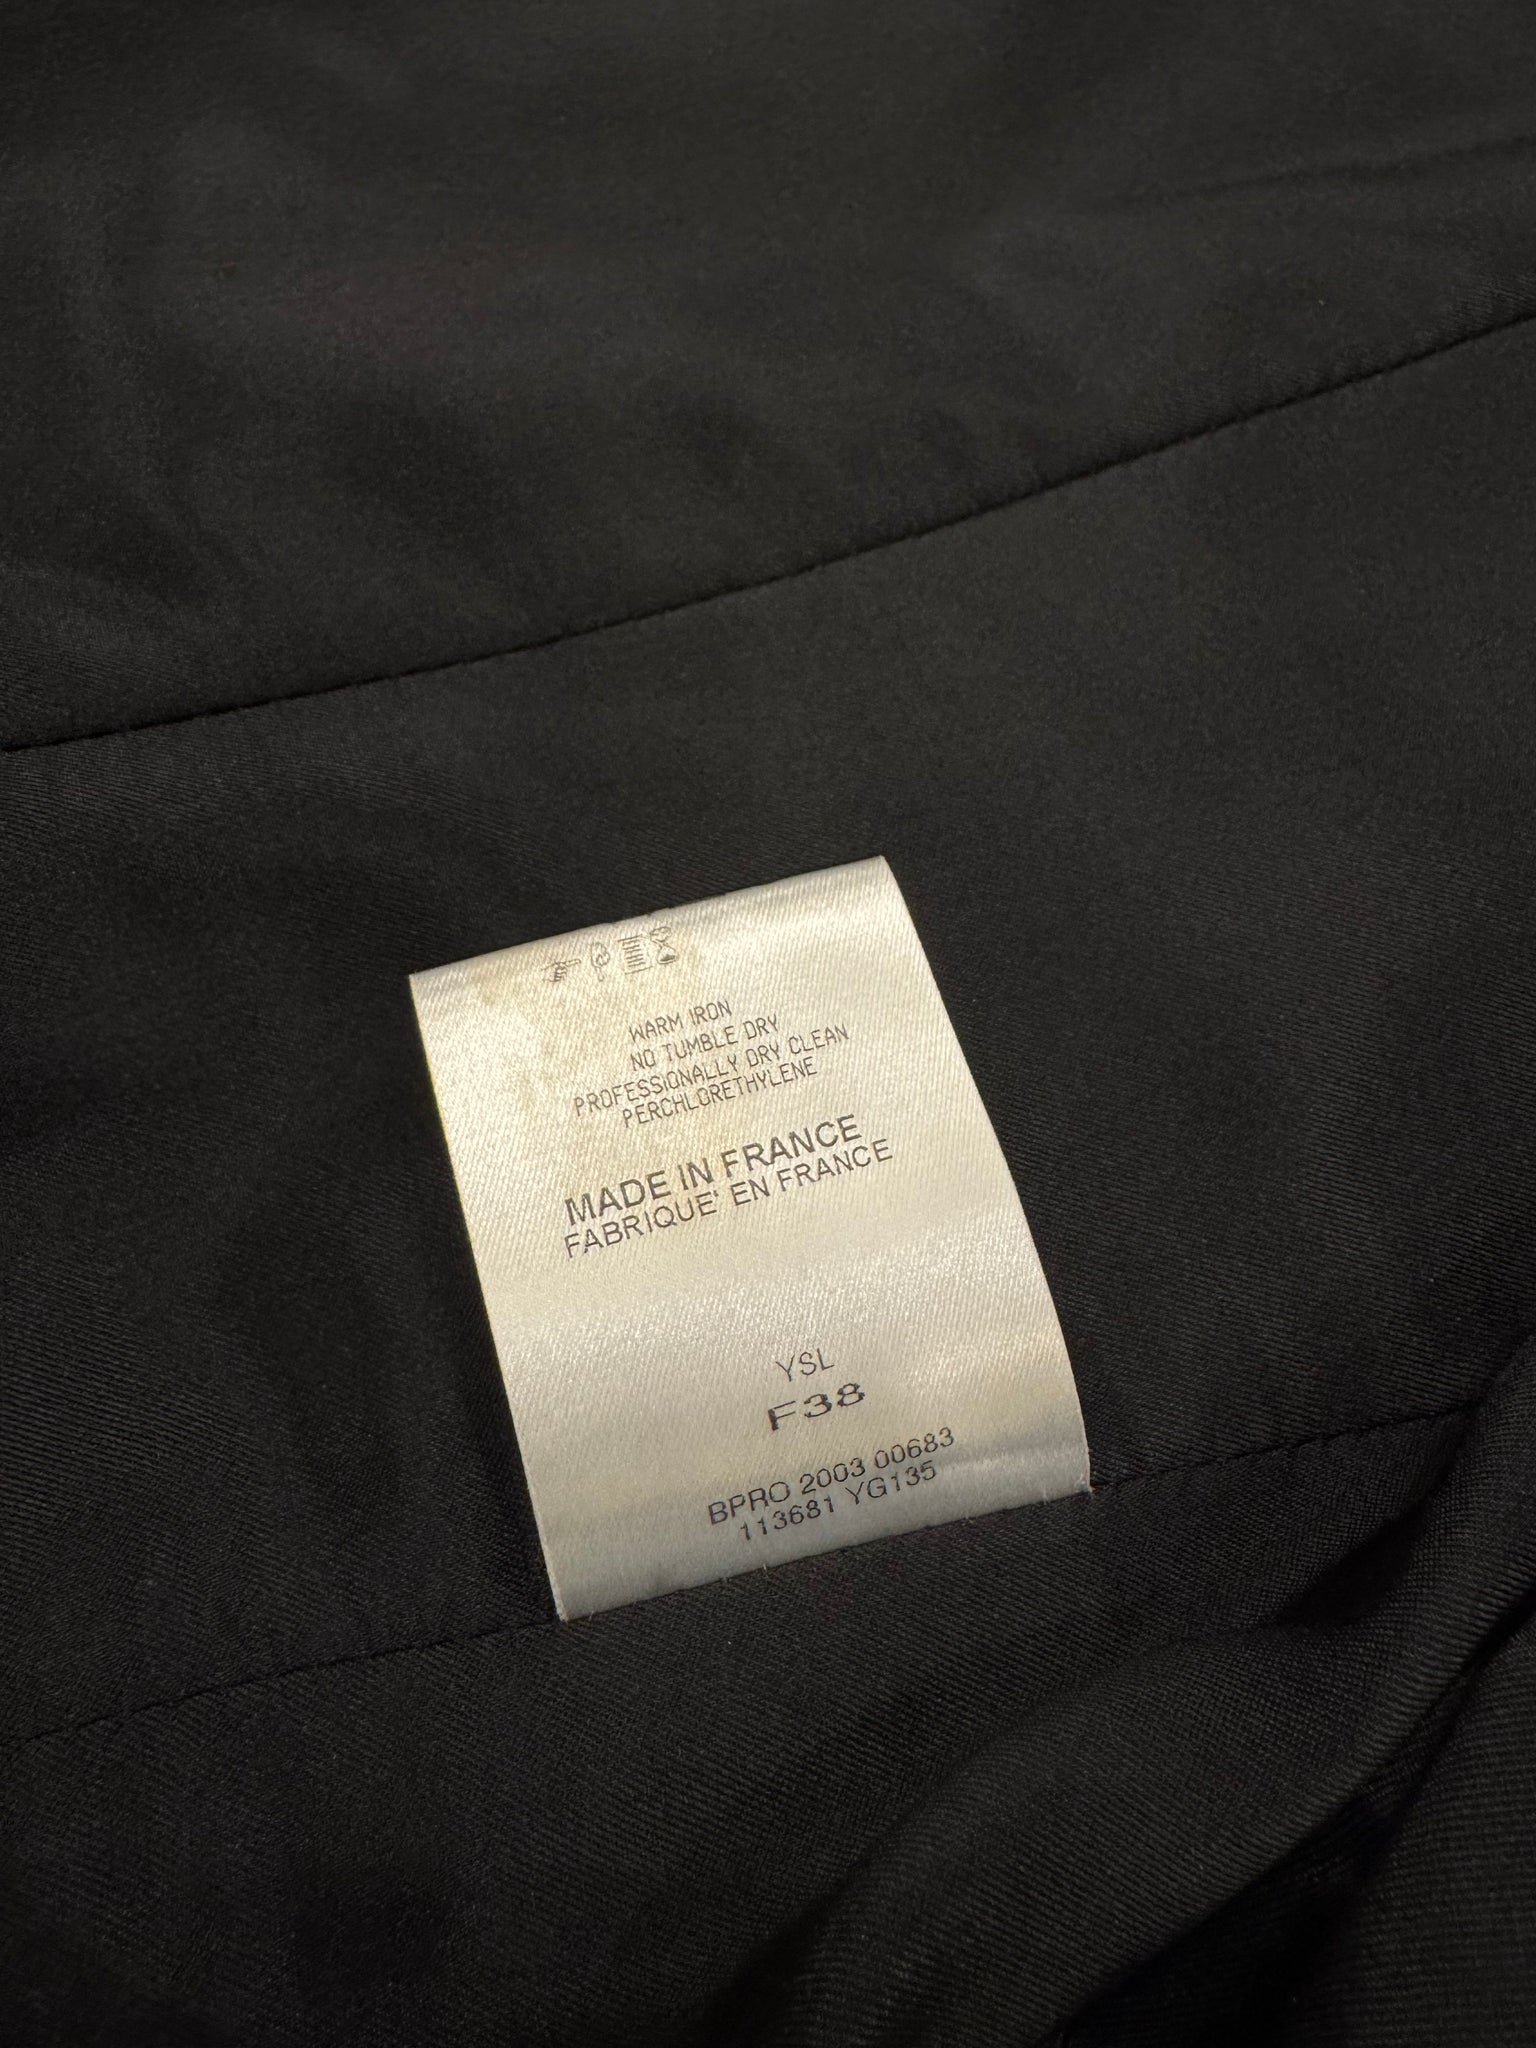 WARM IRON
NO TUMBLE DRY
PROFESSIONALLY DRY CLEAN
PERCHLORETHYLENE
MADE IN FRANCE
FABRIQUE' EN FRANCE
YSL
F38
BPRO 2003 00683
113681 YG135